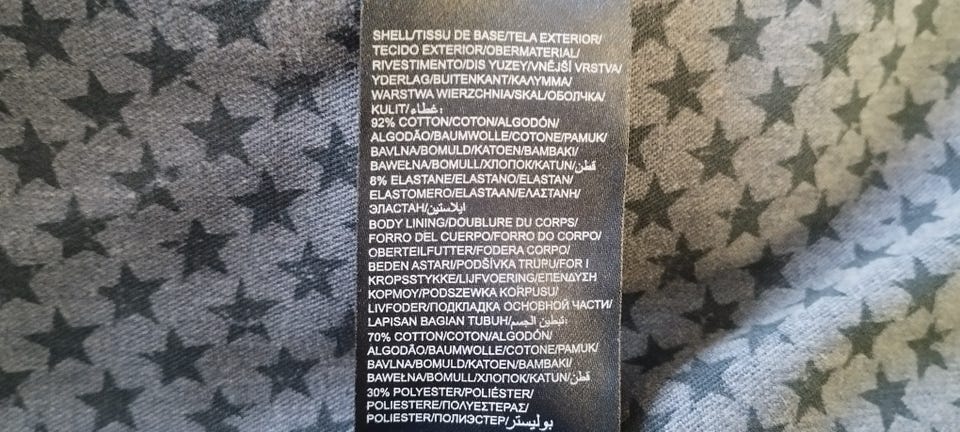 SHELL/TISSU DE BASE/TELA EXTERIOR/
TECIDO EXTERIOR/OBERMATERIAL/
RIVESTIMENTO/DIS YUZEY/VNĚJŠÍ VRSTVA/
YDERLAG/BUITENKANT/ΚΑΛΥΜΜΑ/
WARSTWA WIERZCHNIA/SKAL/ОБОЛЧКА/
KULIT/غطاء:
92% COTTON/COTON/ALGODÓN/
ALGODÃO/BAUMWOLLE/COTONE/PAMUK/
BAVLNA/BOMULD/KATOEN/BAMBAKI/
BAWEŁNA/BOMULL/ХЛОПОК/KATUN/قطن
8% ELASTANE/ELASTANO/ELASTAN/
ELASTOMERO/ELASTAAN/ΕΛΑΣΤΑΝΗ/
ЭЛАСТАН/ايلاستين
BODY LINING/DOUBLURE DU CORPS/
FORRO DEL CUERPO/FORRO DO CORPO/
OBERTEILFUTTER/FODERA CORPO/
BEDEN ASTARI/PODŠÍVKA TRUPU/FOR I
KROPSSTYKKE/LIJFVOERING/ΕΠΕΝΔΥΣΗ
ΚΟΡΜΟΥ/PODSZEWKA KORPUSU/
LIVFODER/ПОДКЛАДКА ОСНОВНОЙ ЧАСТИ/
LAPISAN BAGIAN TUBUH/تبطين الجسم:
70% COTTON/COTON/ALGODÓN/
ALGODÃO/BAUMWOLLE/COTONE/PAMUK/
BAVLNA/BOMULD/KATOEN/BAMBAKI/
BAWEŁNA/BOMULL/ХЛОПОК/KATUN/قطن
30% POLYESTER/POLIÉSTER/
POLIESTERE/ΠΟΛΥΕΣΤΕΡΑΣ/
POLIESTER/ПОЛИЭСТЕР/بوليستر